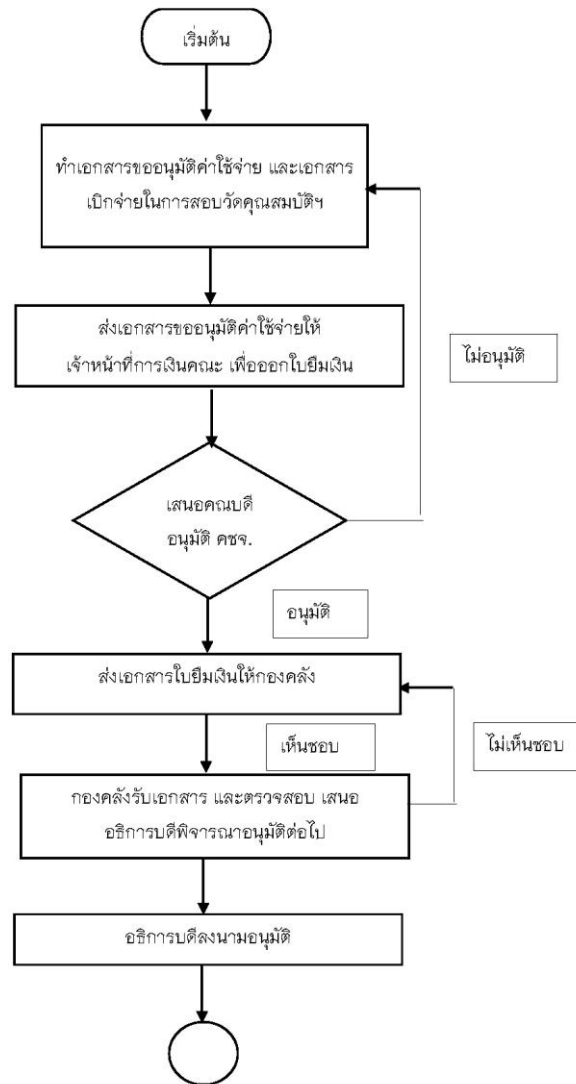 เริ่มต้น
ทำเอกสารขออนุมัติค่าใช้จ่าย และเอกสาร
เบิกจ่ายในการสอบวัดคุณสมบัติฯ
ส่งเอกสารขออนุมัติค่าใช้จ่ายให้
เจ้าหน้าที่การเงินคณะ เพื่อออกใบยืมเงิน
ไม่อนุมัติ
เสนอคณบดี
อนุมัติ คชจ.
อนุมัติ
ส่งเอกสารใบยืมเงินให้กองคลัง
เห็นชอบ
ไม่เห็นชอบ
กองคลังรับเอกสาร และตรวจสอบ เสนอ
อธิการบดีพิจารณาอนุมัติต่อไป
อธิการบดีลงนามอนุมัติ